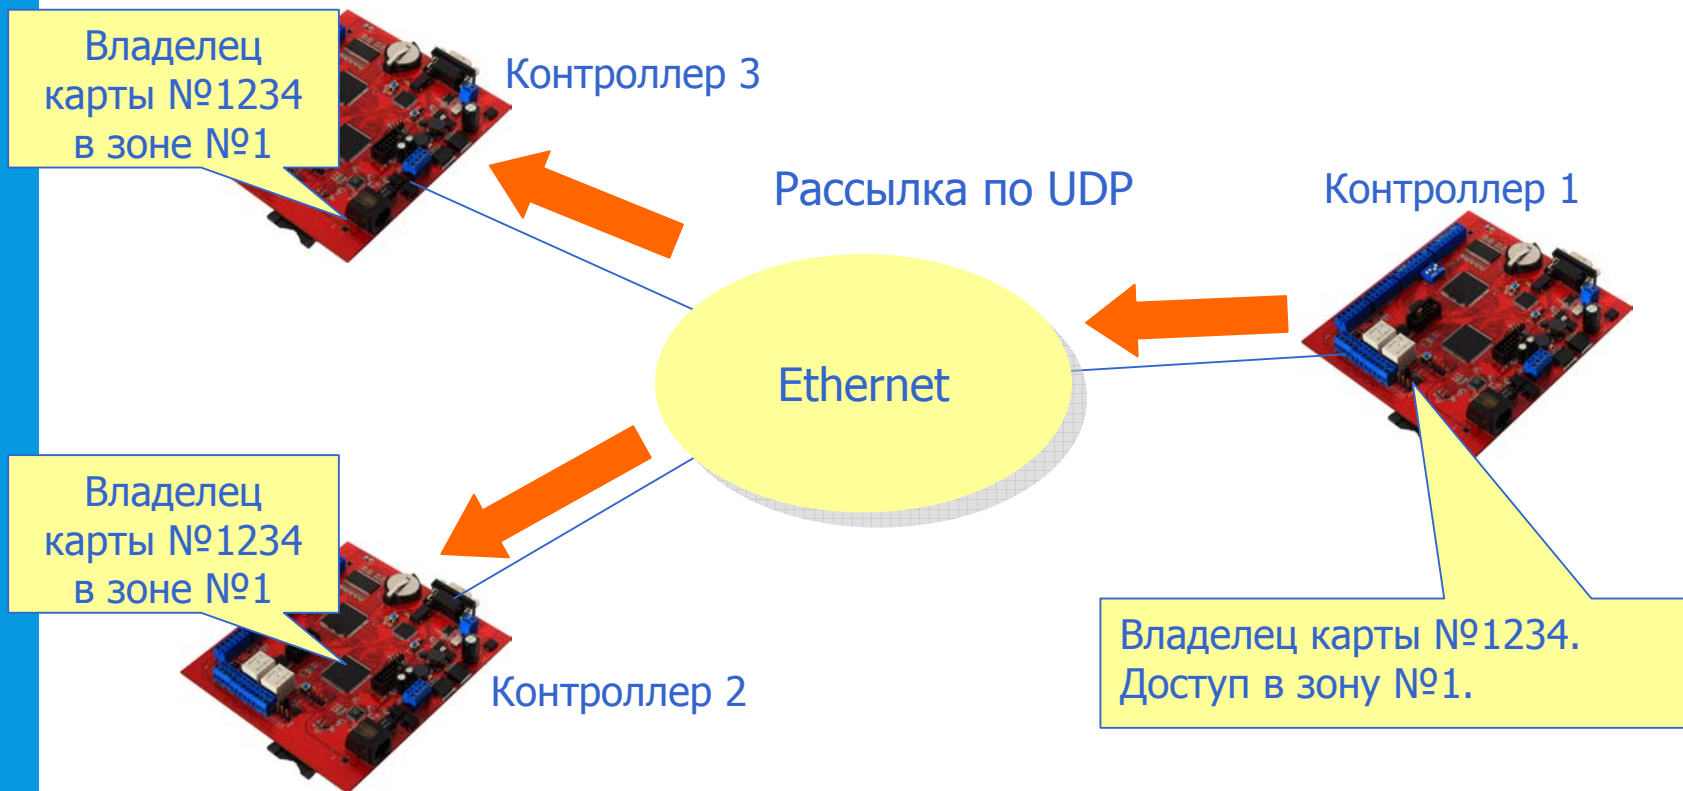 Владелец
карты №1234
в зоне №1
Контроллер 3
Рассылка по UDP
Контроллер 1
Ethernet
Владелец
карты №1234
в зоне №1
Контроллер 2
Владелец карты №1234.
Доступ в зону №1.